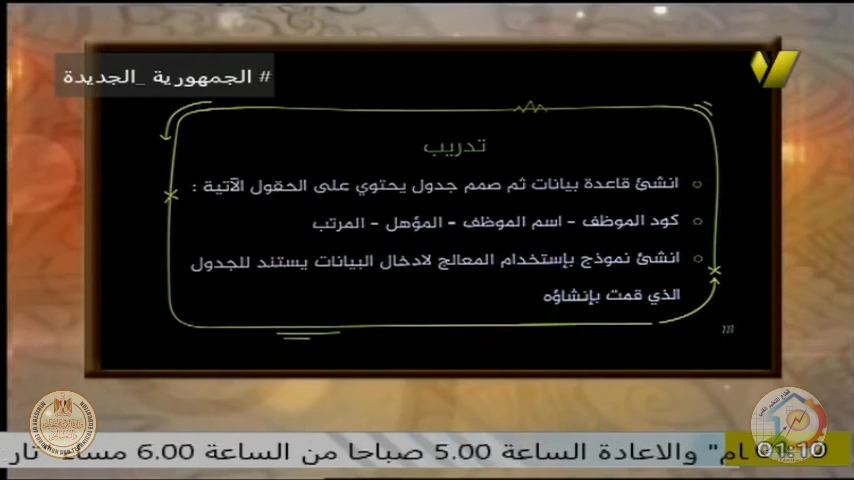 # الجمهورية _الجديدة
تدريب
انشئ قاعدة بيانات ثم صمم جدول يحتوي على الحقول الآتية :
كود الموظف - اسم الموظف - المؤهل - المرتب
انشئ نموذج بإستخدام المعالج لادخال البيانات يستند للجدول
الذي قمت بإنشاؤه
ام" والاعادة الساعة 5.00 صباحا من الساعة 6.00 مساء
01:10